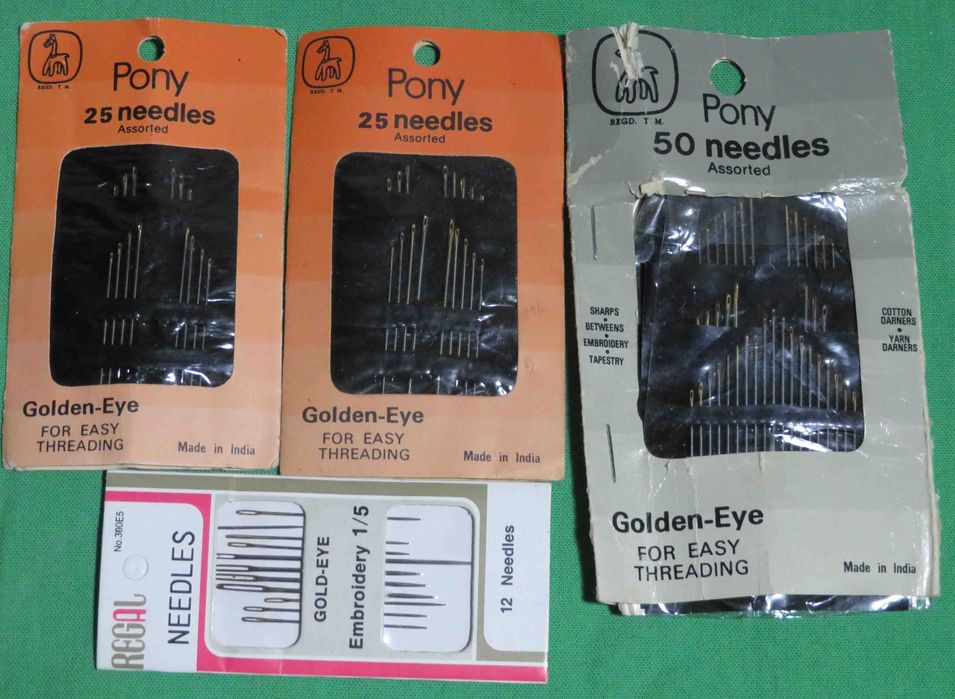 REGD. T M.
Pony
25 needles
Assorted
Golden-Eye
FOR EASY
THREADING
Made in India
REGD. T M.
Pony
25 needles
Assorted
Golden-Eye
FOR EASY
THREADING
Made in India
REGD. T M.
Pony
50 needles
Assorted
SHARPS
•
BETWEENS
•
EMBROIDERY
•
TAPESTRY
COTTON
DARNERS
•
YARN
DARNERS
Golden-Eye
FOR EASY
THREADING
Made in India
REGAL
No.390E5
NEEDLES
GOLD-EYE
Embroidery 1/5
12 Needles